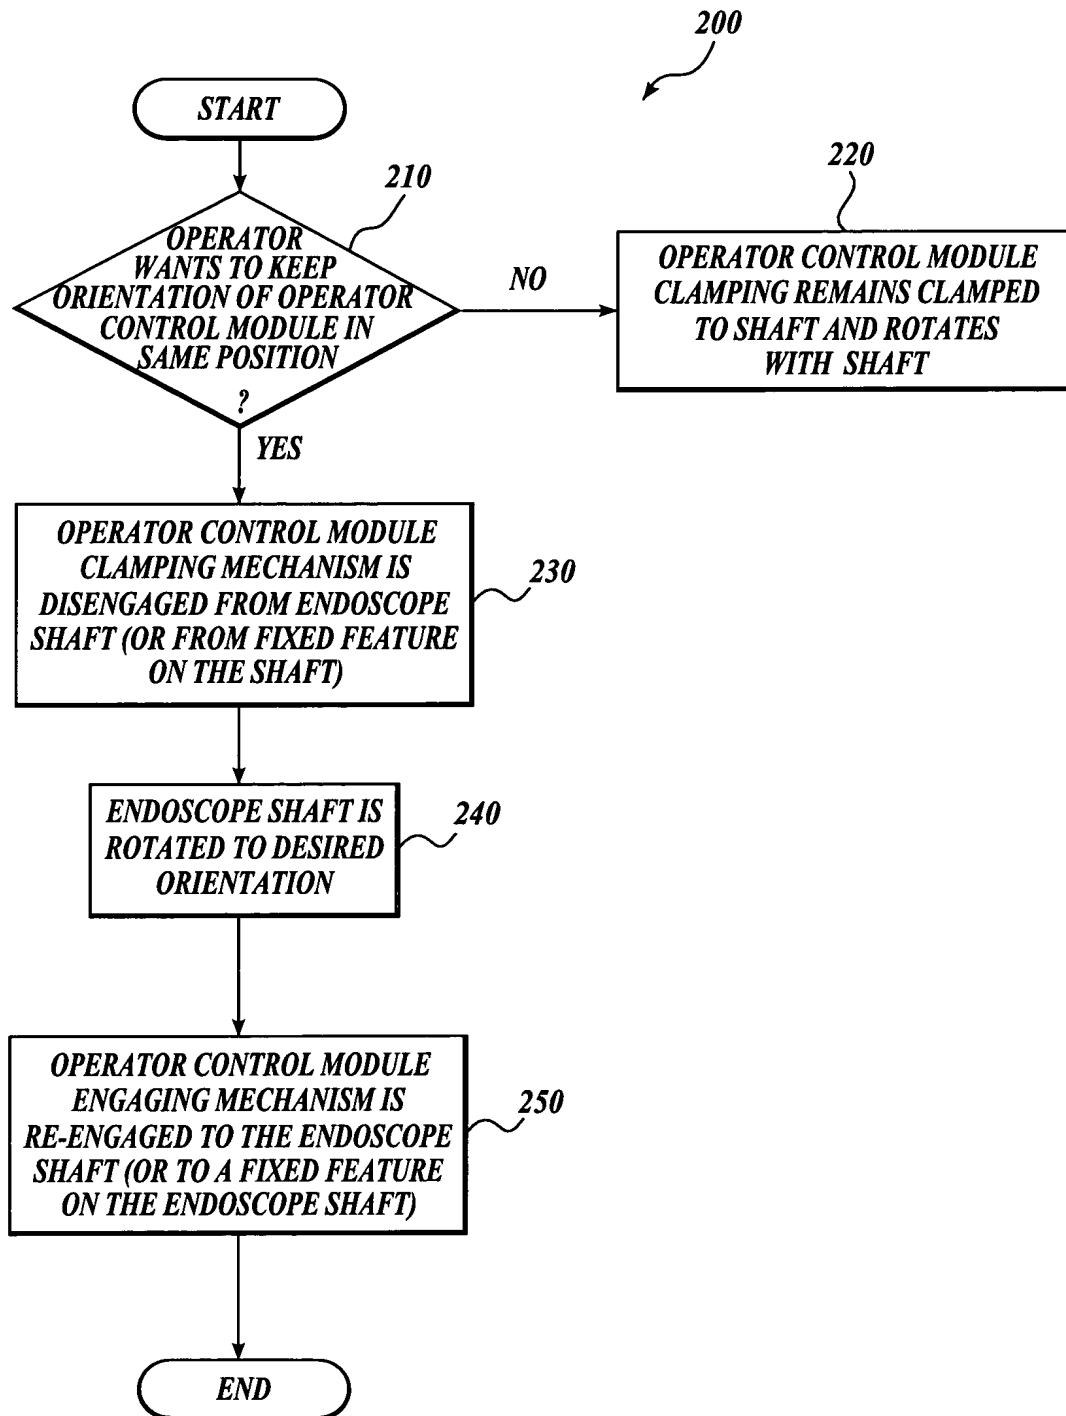 200
START
210
OPERATOR
WANTS TO KEEP
ORIENTATION OF OPERATOR
CONTROL MODULE IN
SAME POSITION
?
NO
220
OPERATOR CONTROL MODULE
CLAMPING REMAINS CLAMPED
TO SHAFT AND ROTATES
WITH SHAFT
YES
OPERATOR CONTROL MODULE
CLAMPING MECHANISM IS
DISENGAGED FROM ENDOSCOPE
SHAFT (OR FROM FIXED FEATURE
ON THE SHAFT)
230
ENDOSCOPE SHAFT IS
ROTATED TO DESIRED
ORIENTATION
240
OPERATOR CONTROL MODULE
ENGAGING MECHANISM IS
RE-ENGAGED TO THE ENDOSCOPE
SHAFT (OR TO A FIXED FEATURE
ON THE ENDOSCOPE SHAFT)
250
END